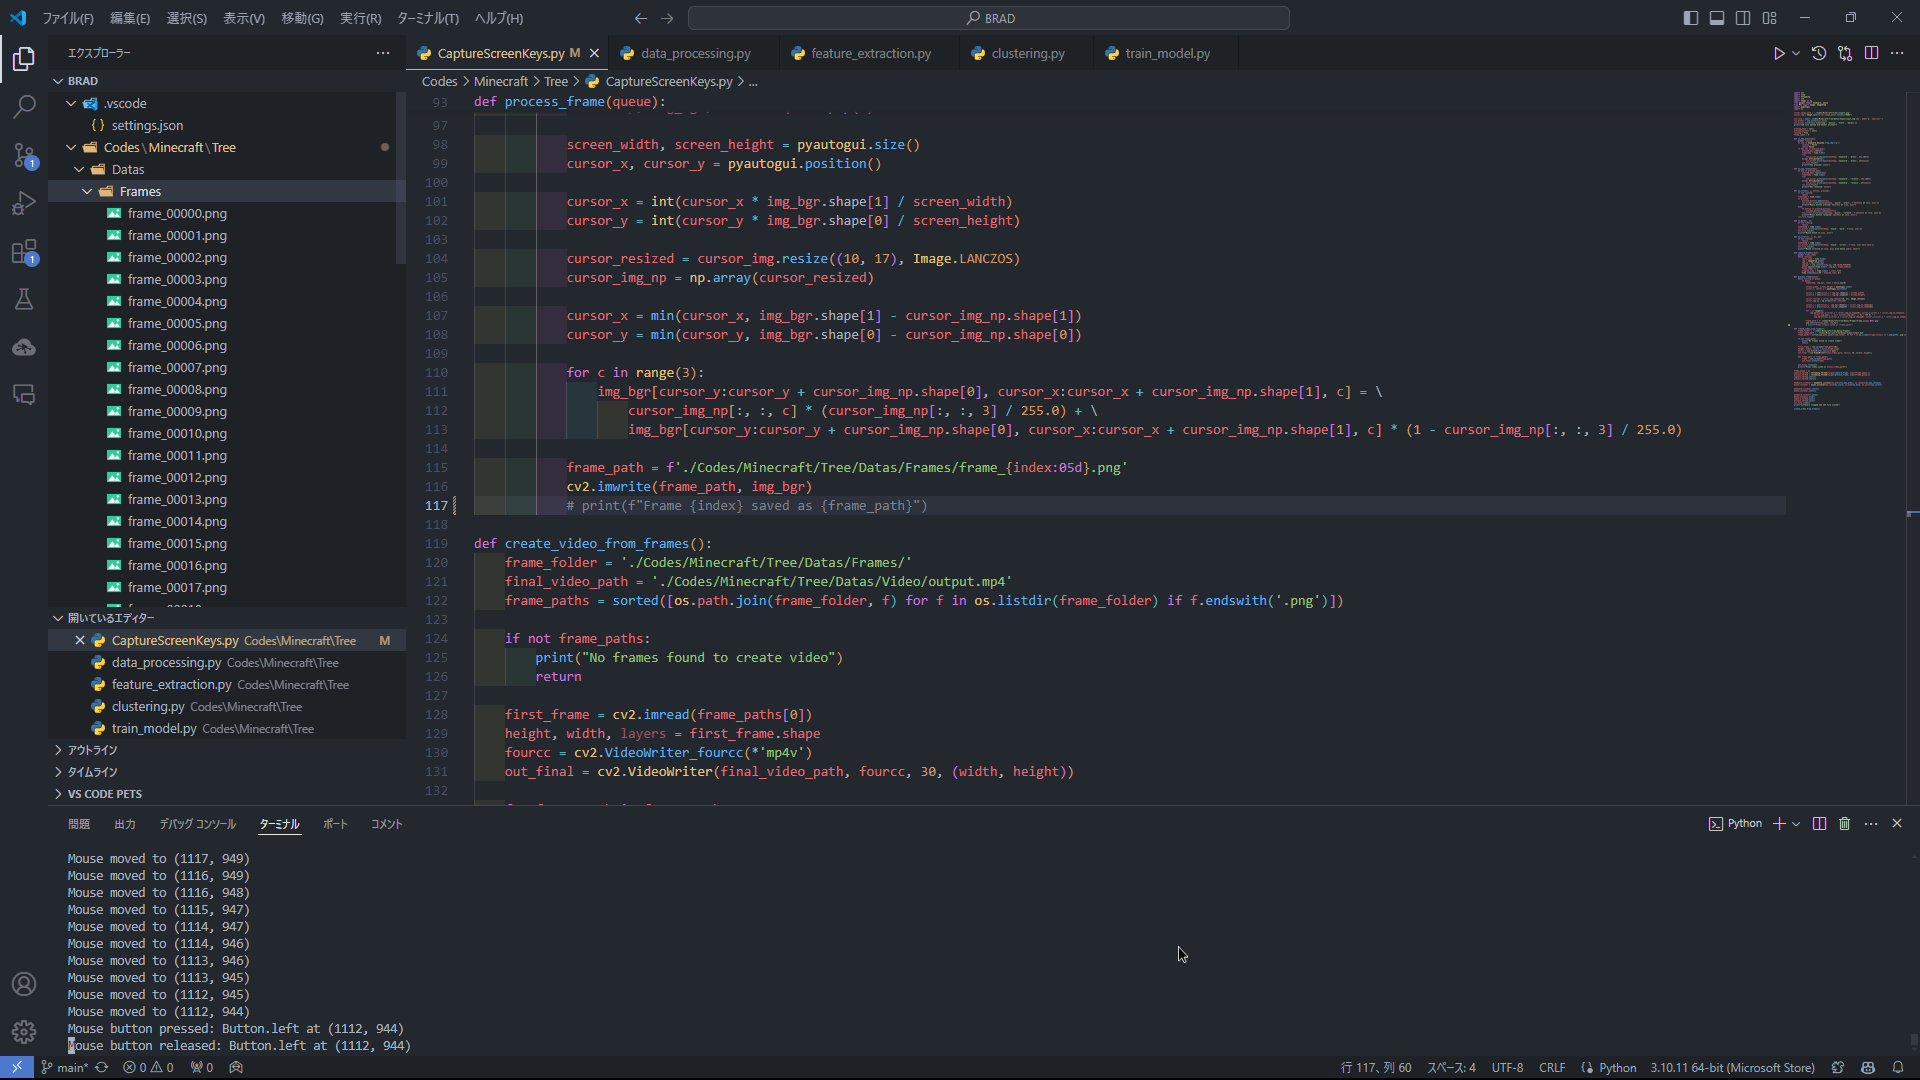 ファイル(F) 編集(E) 選択(S) 表示(V) 移動(G) 実行(R) ターミナル(T) ヘルプ(H)
BRAD
エクスプローラー
CaptureScreenKeys.py M
data_processing.py
feature_extraction.py
clustering.py
train_model.py
BRAD
.vscode
settings.json
Codes\Minecraft\Tree
Datas
Frames
frame_00000.png
frame_00001.png
frame_00002.png
frame_00003.png
frame_00004.png
frame_00005.png
frame_00006.png
frame_00007.png
frame_00008.png
frame_00009.png
frame_00010.png
frame_00011.png
frame_00012.png
frame_00013.png
frame_00014.png
frame_00015.png
frame_00016.png
frame_00017.png
開いているエディター
CaptureScreenKeys.py Codes\Minecraft\Tree M
data_processing.py Codes\Minecraft\Tree
feature_extraction.py Codes\Minecraft\Tree
clustering.py Codes\Minecraft\Tree
train_model.py Codes\Minecraft\Tree
アウトライン
タイムライン
VS CODE PETS
Codes > Minecraft > Tree > CaptureScreenKeys.py > ...
93 def process_frame(queue):
97
98 screen_width, screen_height = pyautogui.size()
99 cursor_x, cursor_y = pyautogui.position()
100
101 cursor_x = int(cursor_x * img_bgr.shape[1] / screen_width)
102 cursor_y = int(cursor_y * img_bgr.shape[0] / screen_height)
103
104 cursor_resized = cursor_img.resize((10, 17), Image.LANCZOS)
105 cursor_img_np = np.array(cursor_resized)
106
107 cursor_x = min(cursor_x, img_bgr.shape[1] - cursor_img_np.shape[1])
108 cursor_y = min(cursor_y, img_bgr.shape[0] - cursor_img_np.shape[0])
109
110 for c in range(3):
111 img_bgr[cursor_y:cursor_y + cursor_img_np.shape[0], cursor_x:cursor_x + cursor_img_np.shape[1], c] = \
112 cursor_img_np[:, :, c] * (cursor_img_np[:, :, 3] / 255.0) + \
113 img_bgr[cursor_y:cursor_y + cursor_img_np.shape[0], cursor_x:cursor_x + cursor_img_np.shape[1], c] * (1 - cursor_img_np[:, :, 3] / 255.0)
114
115 frame_path = f'./Codes/Minecraft/Tree/Datas/Frames/frame_{index:05d}.png'
116 cv2.imwrite(frame_path, img_bgr)
117 # print(f"Frame {index} saved as {frame_path}")
118
119 def create_video_from_frames():
120 frame_folder = './Codes/Minecraft/Tree/Datas/Frames/'
121 final_video_path = './Codes/Minecraft/Tree/Datas/Video/output.mp4'
122 frame_paths = sorted([os.path.join(frame_folder, f) for f in os.listdir(frame_folder) if f.endswith('.png')])
123
124 if not frame_paths:
125 print("No frames found to create video")
126 return
127
128 first_frame = cv2.imread(frame_paths[0])
129 height, width, layers = first_frame.shape
130 fourcc = cv2.VideoWriter_fourcc(*'mp4v')
131 out_final = cv2.VideoWriter(final_video_path, fourcc, 30, (width, height))
132
問題 出力 デバッグ コンソール ターミナル ポート コメント
Python
Mouse moved to (1117, 949)
Mouse moved to (1116, 949)
Mouse moved to (1116, 948)
Mouse moved to (1115, 947)
Mouse moved to (1114, 947)
Mouse moved to (1114, 946)
Mouse moved to (1113, 946)
Mouse moved to (1113, 945)
Mouse moved to (1112, 945)
Mouse moved to (1112, 944)
Mouse button pressed: Button.left at (1112, 944)
Mouse button released: Button.left at (1112, 944)
1
1
main* 0 0 0
行 117、列 60 スペース: 4 UTF-8 CRLF Python 3.10.11 64-bit (Microsoft Store)